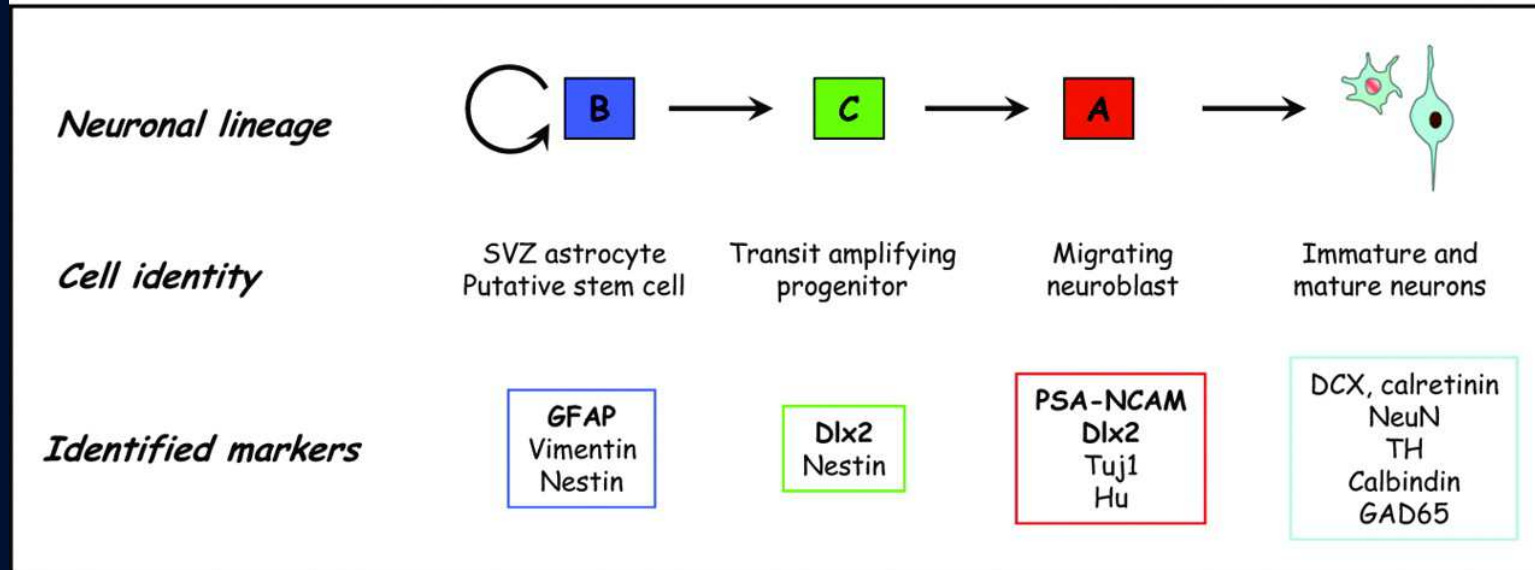 Neuronal lineage
B
C
A
Cell identity
SVZ astrocyte
Putative stem cell
Transit amplifying
progenitor
Migrating
neuroblast
Immature and
mature neurons
Identified markers
GFAP
Vimentin
Nestin
Dlx2
Nestin
PSA-NCAM
Dlx2
Tuj1
Hu
DCX, calretinin
NeuN
TH
Calbindin
GAD65